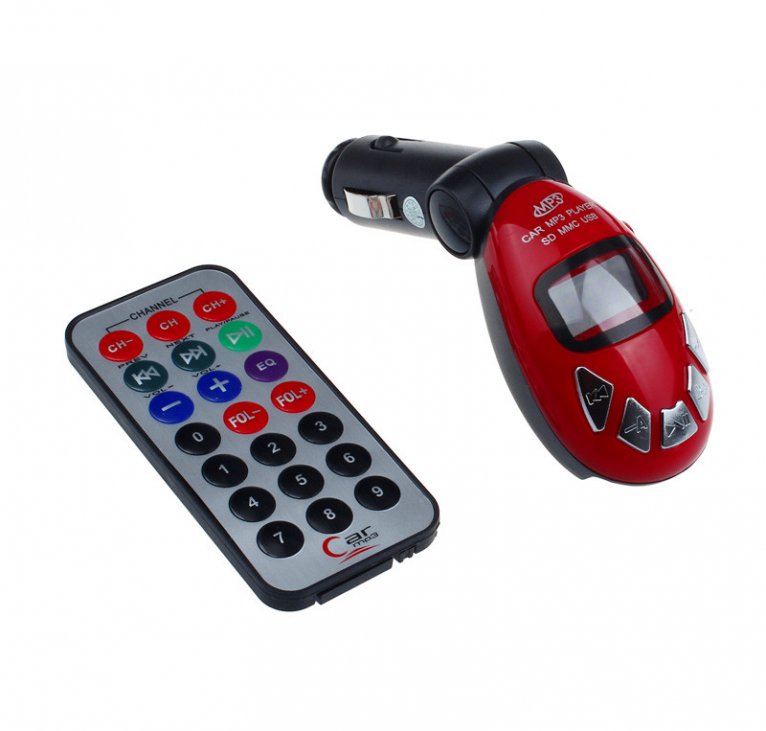 MP3
CAR MP3 PLAYER
SD MMC USB
CHANNEL
CH− CH CH+
PREV NEXT PLAY/PAUSE
VOL− VOL+ EQ
− +
FOL− FOL+
0 2 3
1 5 6
4 8 9
7
Car
mp3